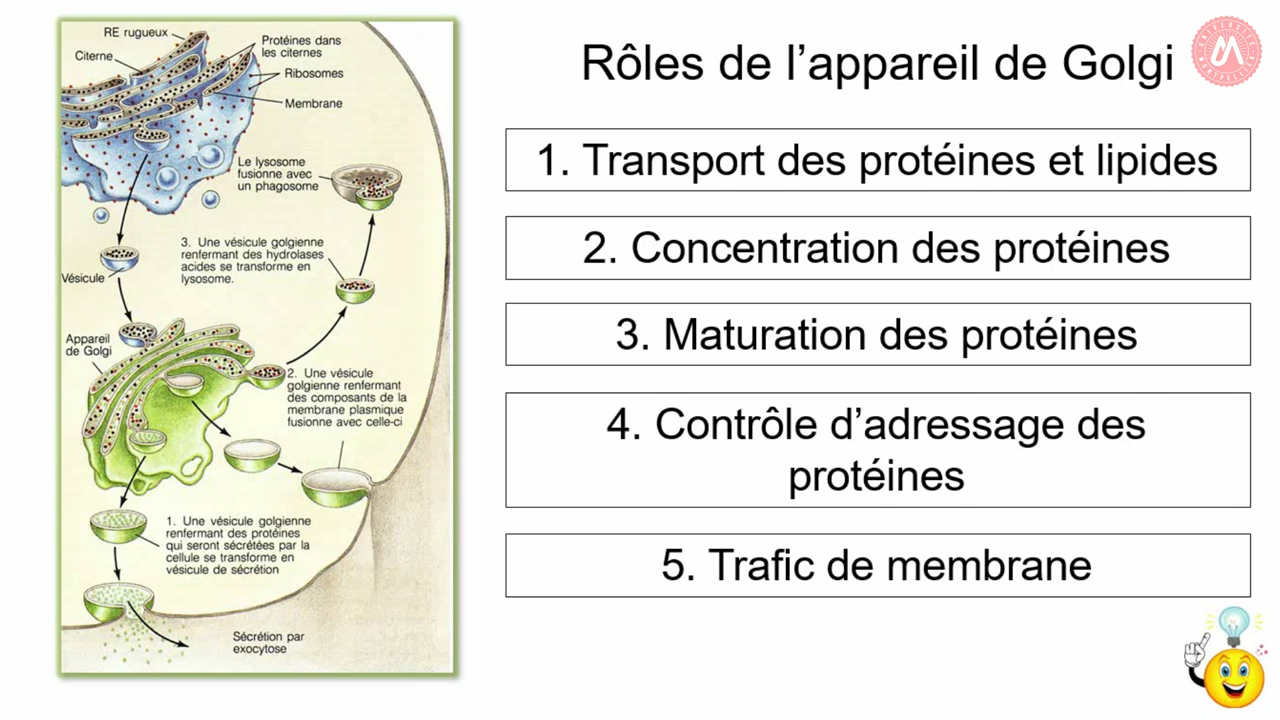 Rôles de l'appareil de Golgi
UNIVERSITÉ
MONTPELLIER
1. Transport des protéines et lipides
2. Concentration des protéines
3. Maturation des protéines
4. Contrôle d'adressage des
protéines
5. Trafic de membrane
RE rugueux
Citerne
Protéines dans
les citernes
Ribosomes
Membrane
Le lysosome
fusionne avec
un phagosome
3. Une vésicule golgienne
renfermant des hydrolases
acides se transforme en
lysosome.
Vésicule
Appareil
de Golgi
2. Une vésicule
golgienne renfermant
des composants de la
membrane plasmique
fusionne avec celle-ci
1. Une vésicule golgienne
renfermant des protéines
qui seront sécrétées par la
cellule se transforme en
vésicule de sécrétion
Sécrétion par
exocytose